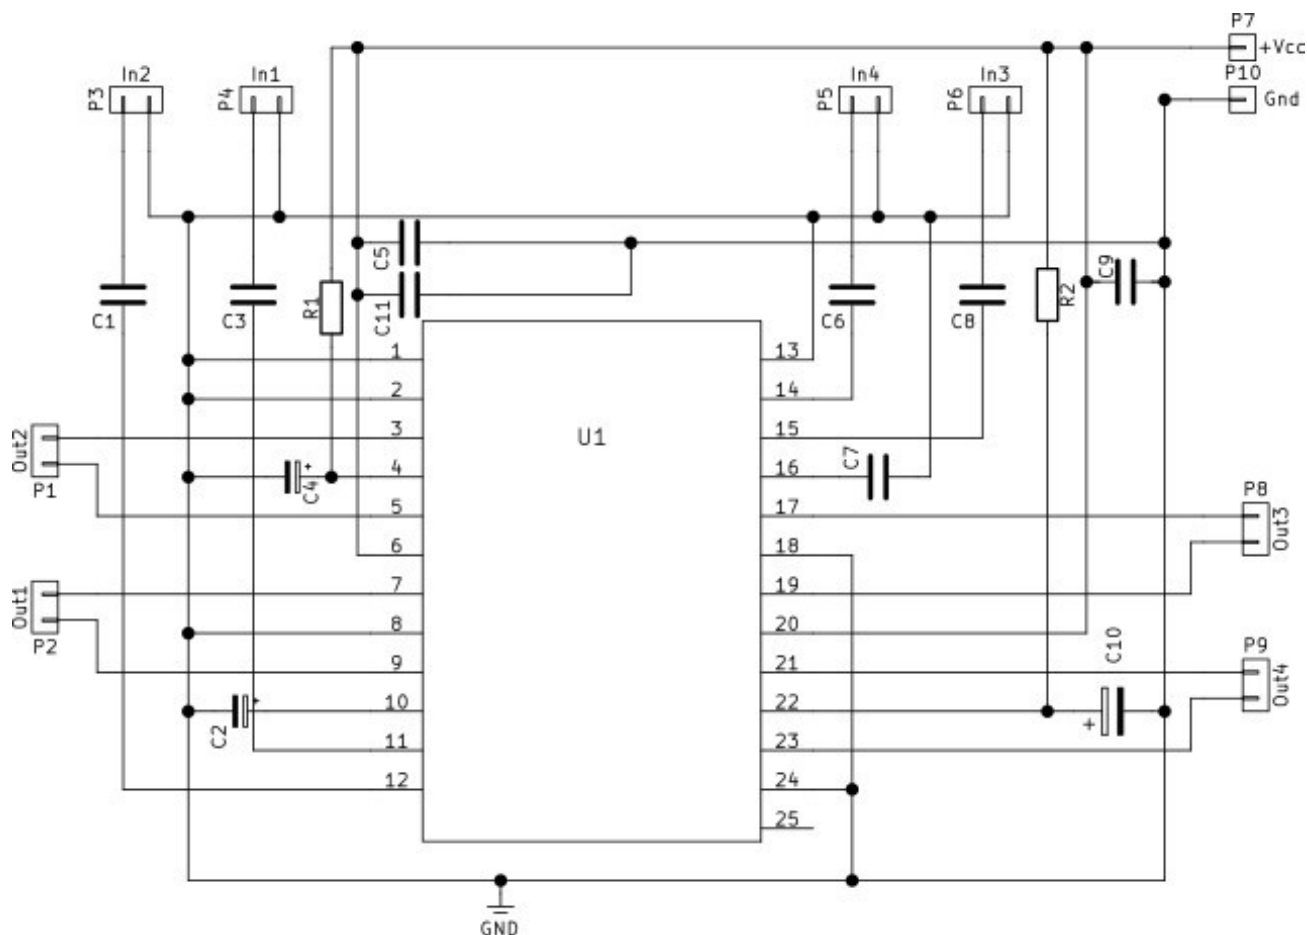 P7
+Vcc
In2
In1
In4
In3
P10
P3
P4
P5
P6
Gnd
C5
C9
R1
C11
R2
C1
C3
C6
C8
1
13
2
14
U1
3
15
Out2
C7
4
16
P1
C4
+
P8
5
17
Out3
6
18
7
19
Out1
8
20
P2
C10
P9
9
21
Out4
10
22
+
C2
+
11
23
12
24
25
GND